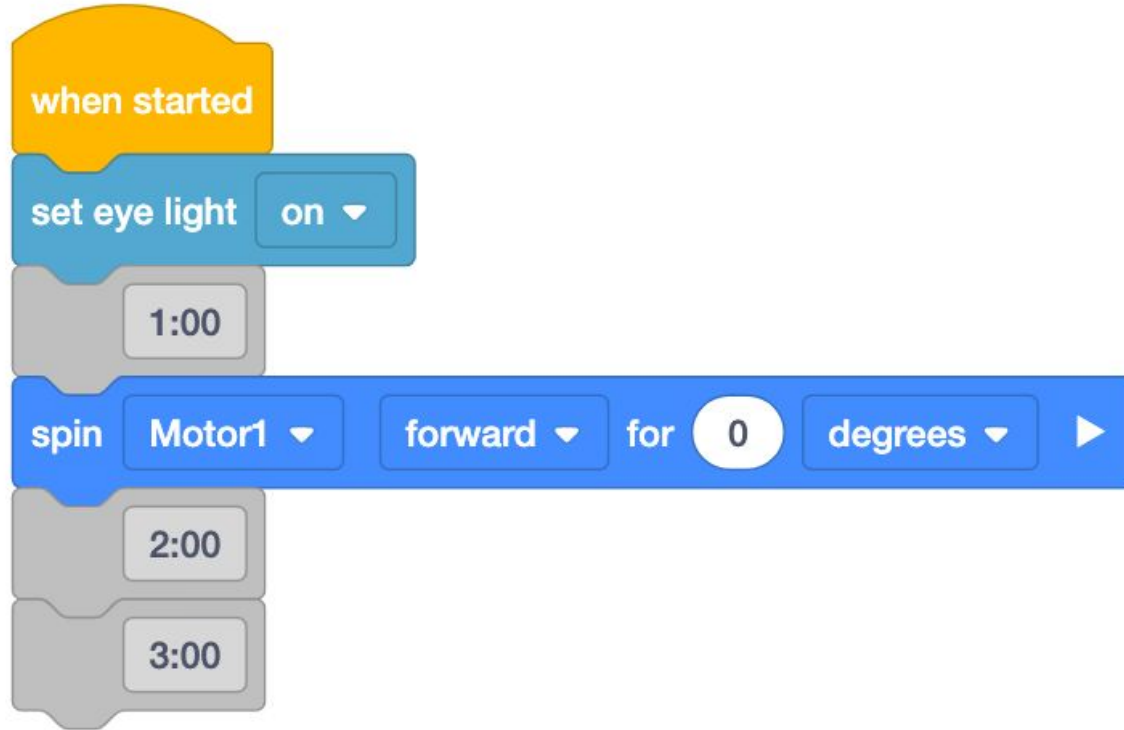 when started
set eye light on
1:00
spin Motor1 forward for 0 degrees
2:00
3:00